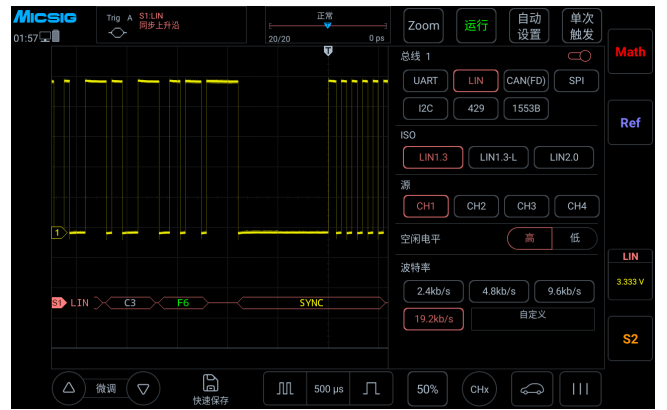 Micsig
Trig A S1:LIN
同步上升沿
正常
20/20 0 ps
01:57
T
Zoom 运行 自动设置 单次触发
Math
总线 1
UART LIN CAN(FD) SPI
I2C 429 1553B
Ref
ISO
LIN1.3 LIN1.3-L LIN2.0
源
CH1 CH2 CH3 CH4
1
空闲电平 高 低
LIN
3.333 V
波特率
2.4kb/s 4.8kb/s 9.6kb/s
19.2kb/s 自定义
S1 LIN C3 F6 SYNC
S2
微调 快速保存 500 μs 50% CHx